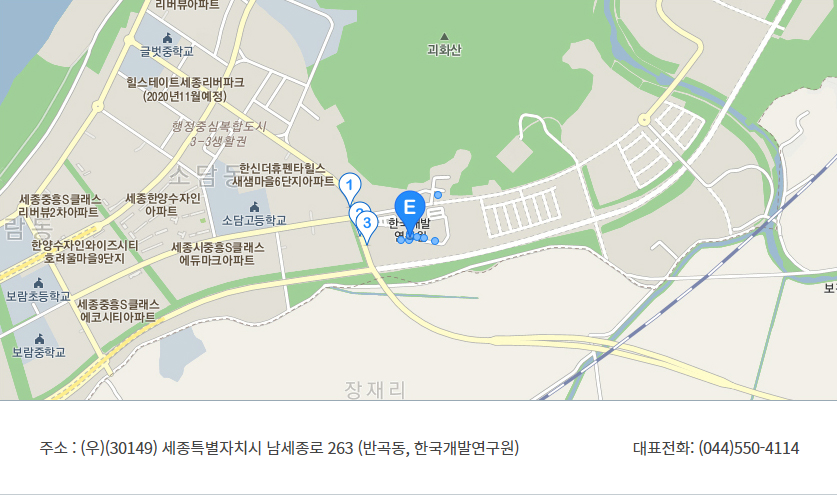 리버뷰아파트
글벗중학교
괴화산
힐스테이트세종리버파크
(2020년11월예정)
행정중심복합도시
3-3생활권
소담동
한신더휴펜타힐스
새샘마을6단지아파트
1
E
2
3
세종중흥S클래스
리버뷰2차아파트
세종한양수자인
아파트
소담고등학교
람동
한양수자인와이즈시티
호려울마을9단지
세종시중흥S클래스
에듀마크아파트
보람초등학교
세종중흥S클래스
에코시티아파트
보람중학교
장재리
주소 : (우)(30149) 세종특별자치시 남세종로 263 (반곡동, 한국개발연구원)
대표전화: (044)550-4114